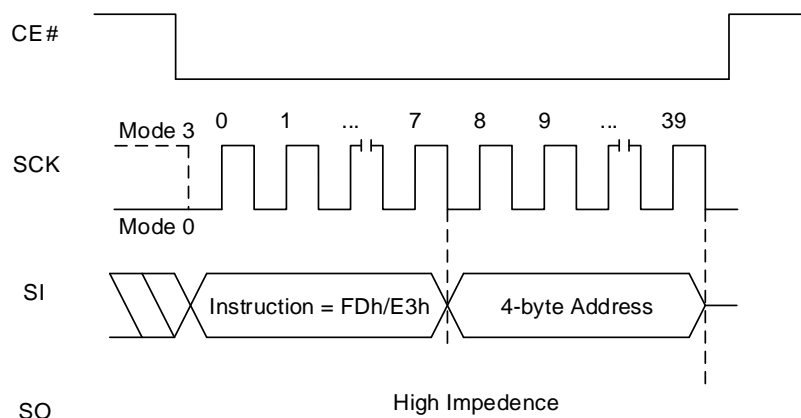 CE#
0 1 ... 7 8 9 ... 39
Mode 3
SCK
Mode 0
SI
Instruction = FDh/E3h
4-byte Address
High Impedence
SO